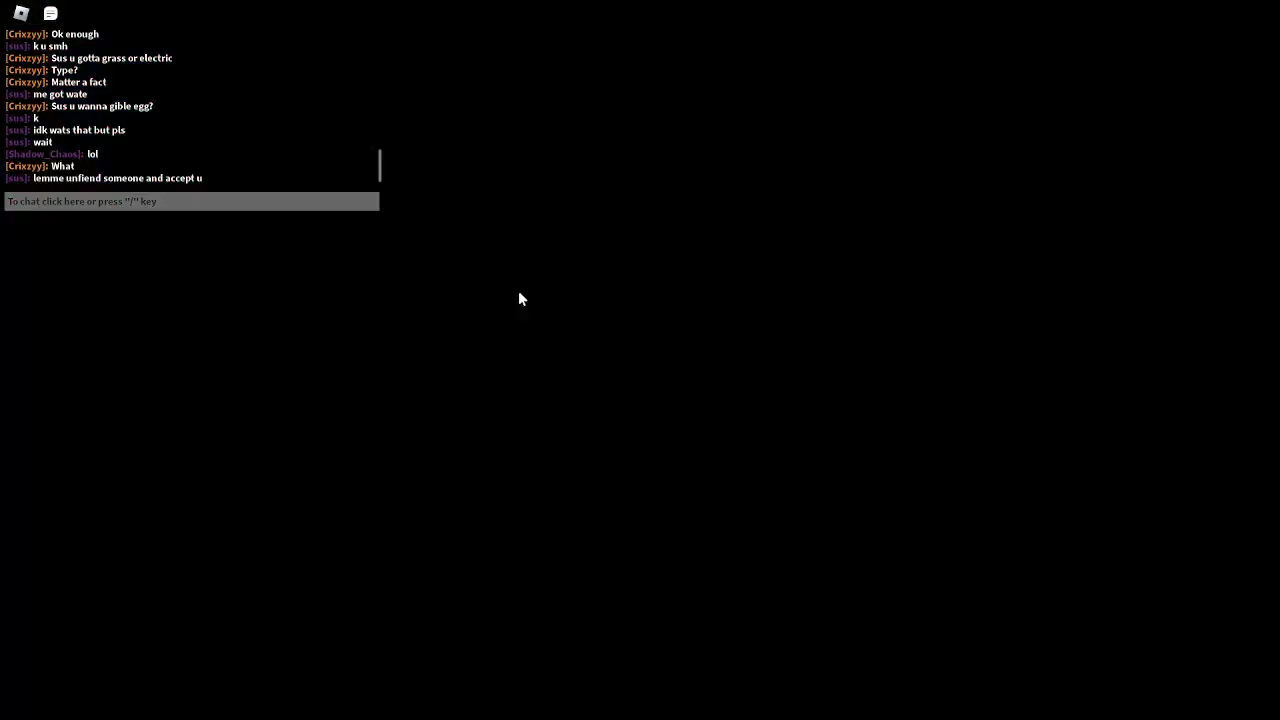 [Crixzyy]: Ok enough
[sus]: k u smh
[Crixzyy]: Sus u gotta grass or electric
[Crixzyy]: Type?
[Crixzyy]: Matter a fact
[sus]: me got wate
[Crixzyy]: Sus u wanna gible egg?
[sus]: k
[sus]: idk wats that but pls
[sus]: wait
[Shadow_Chaos]: lol
[Crixzyy]: What
[sus]: lemme unfiend someone and accept u
To chat click here or press "/" key